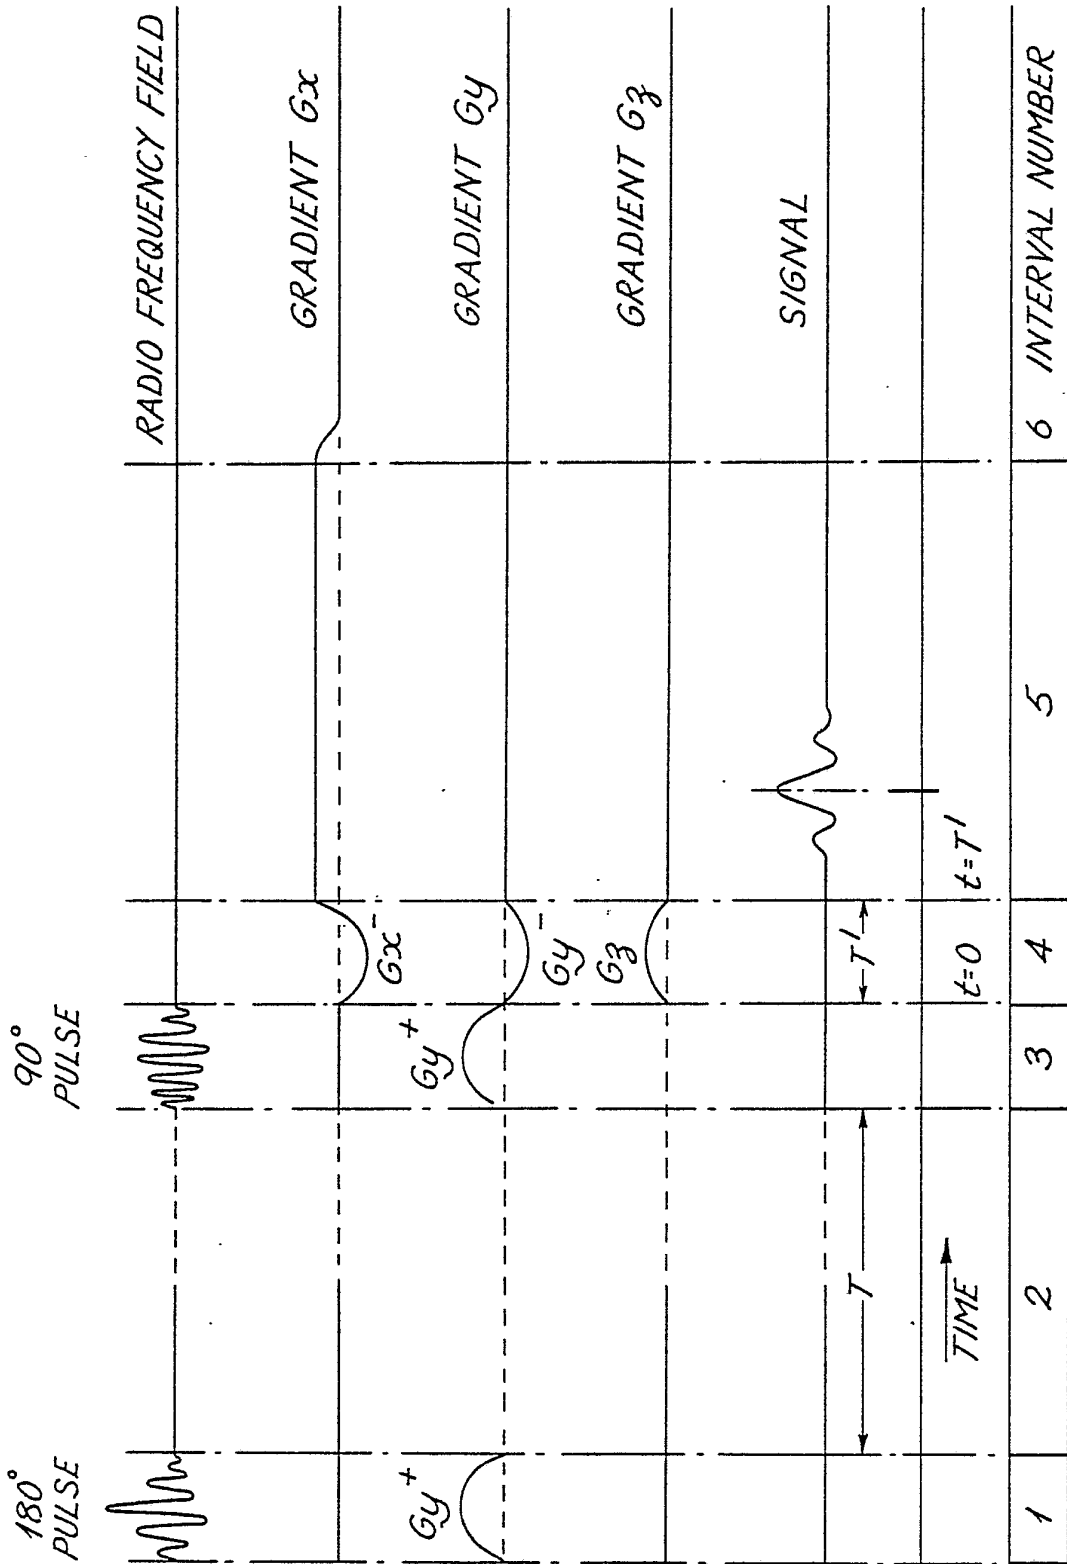 180°
PULSE
90°
PULSE
RADIO FREQUENCY FIELD
Gx⁻
GRADIENT Gx
Gy⁺
Gy⁺
Gy⁻
GRADIENT Gy
Gz
GRADIENT Gz
SIGNAL
T
T'
TIME
t=0
t=T'
1
2
3
4
5
6
INTERVAL NUMBER